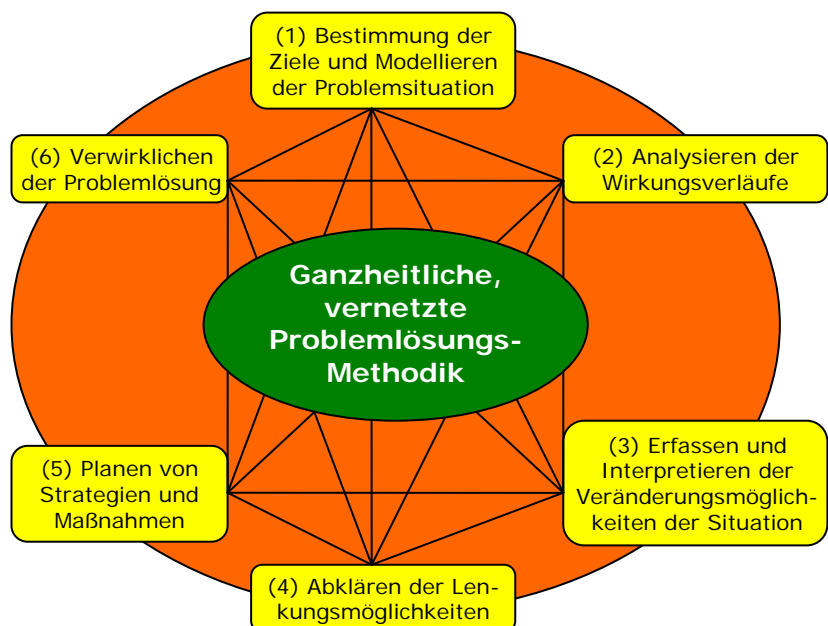 (1) Bestimmung der
Ziele und Modellieren
der Problemsituation
(6) Verwirklichen
der Problemlösung
(2) Analysieren der
Wirkungsverläufe
Ganzheitliche,
vernetzte
Problemlösungs-
Methodik
(5) Planen von
Strategien und
Maßnahmen
(3) Erfassen und
Interpretieren der
Veränderungsmöglich-
keiten der Situation
(4) Abklären der Len-
kungsmöglichkeiten